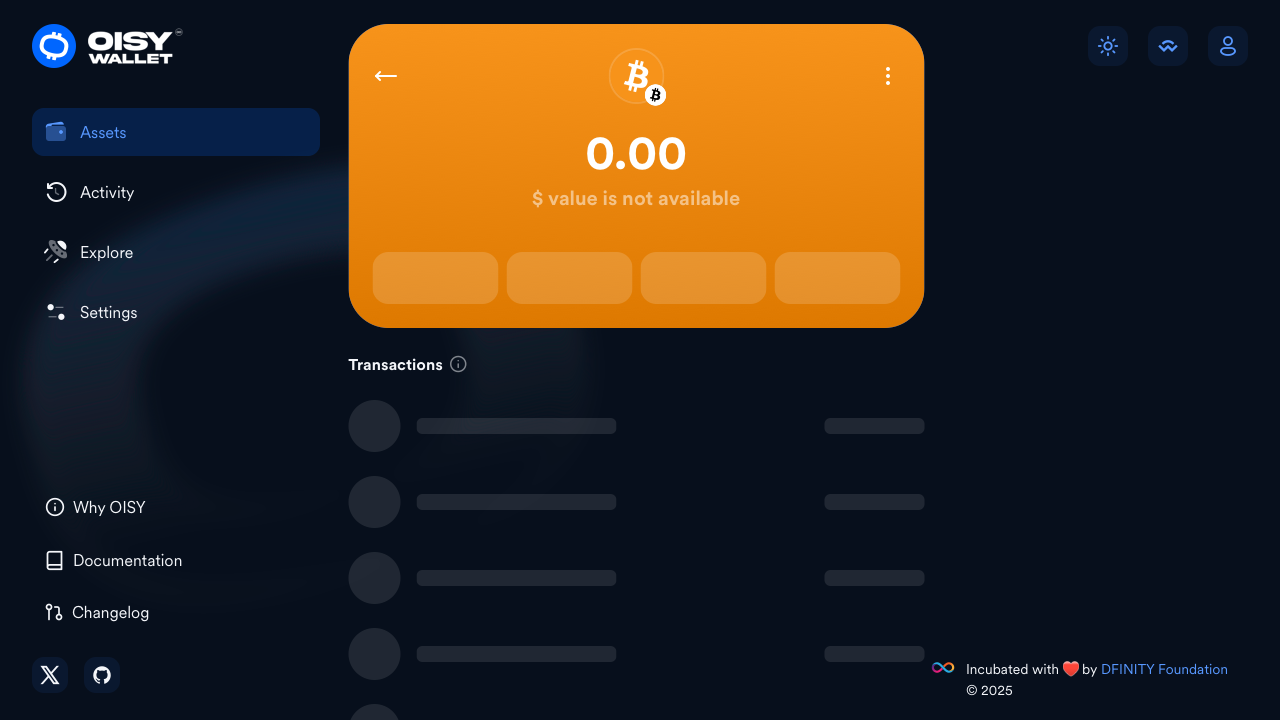 OISY
WALLET
Assets
Activity
Explore
Settings
Why OISY
Documentation
Changelog
0.00
$ value is not available
Transactions
Incubated with ❤️ by DFINITY Foundation
© 2025